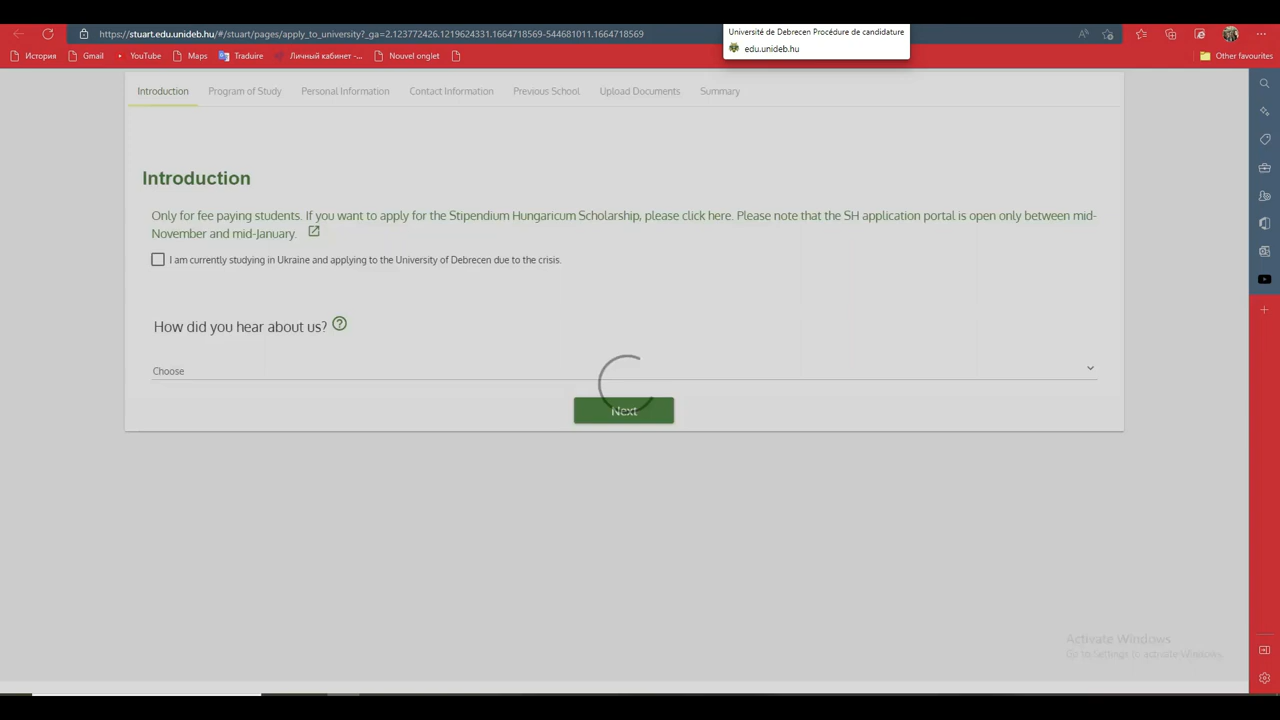 https://stuart.edu.unideb.hu/#/stuart/pages/apply_to_university?_ga=2.123772426.1219624331.1664718569-544681011.1664718569
Université de Debrecen Procédure de candidature
edu.unideb.hu
История Gmail YouTube Maps Traduire Личный кабинет -... Nouvel onglet Other favourites
Introduction Program of Study Personal Information Contact Information Previous School Upload Documents Summary
Introduction
Only for fee paying students. If you want to apply for the Stipendium Hungaricum Scholarship, please click here. Please note that the SH application portal is open only between mid-
November and mid-January.
I am currently studying in Ukraine and applying to the University of Debrecen due to the crisis.
How did you hear about us?
Choose
Next
Activate Windows
Go to Settings to activate Windows.